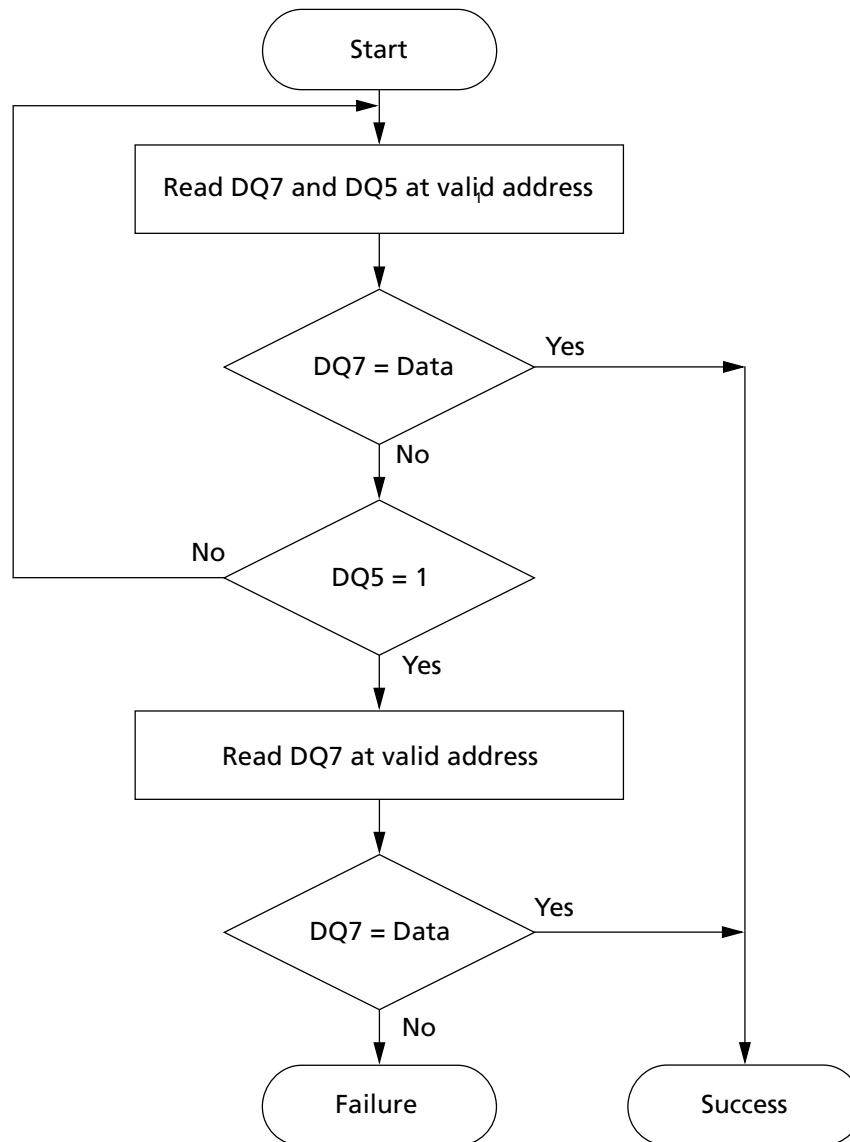 Start
Read DQ7 and DQ5 at valid address
1
DQ7 = Data
Yes
No
No
DQ5 = 1
Yes
Read DQ7 at valid address
DQ7 = Data
Yes
No
Failure
Success